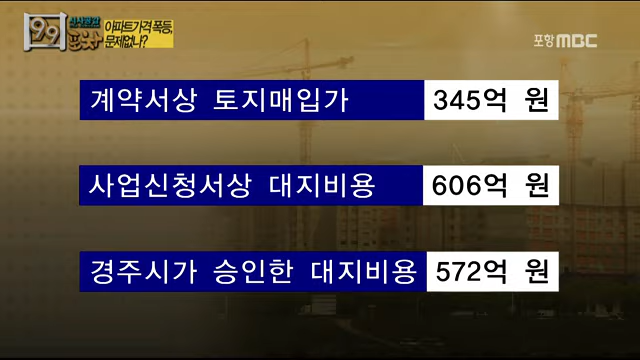 아파트가격 폭등,
문제없나?
포항MBC
계약서상 토지매입가 345억 원
사업신청서상 대지비용 606억 원
경주시가 승인한 대지비용 572억 원